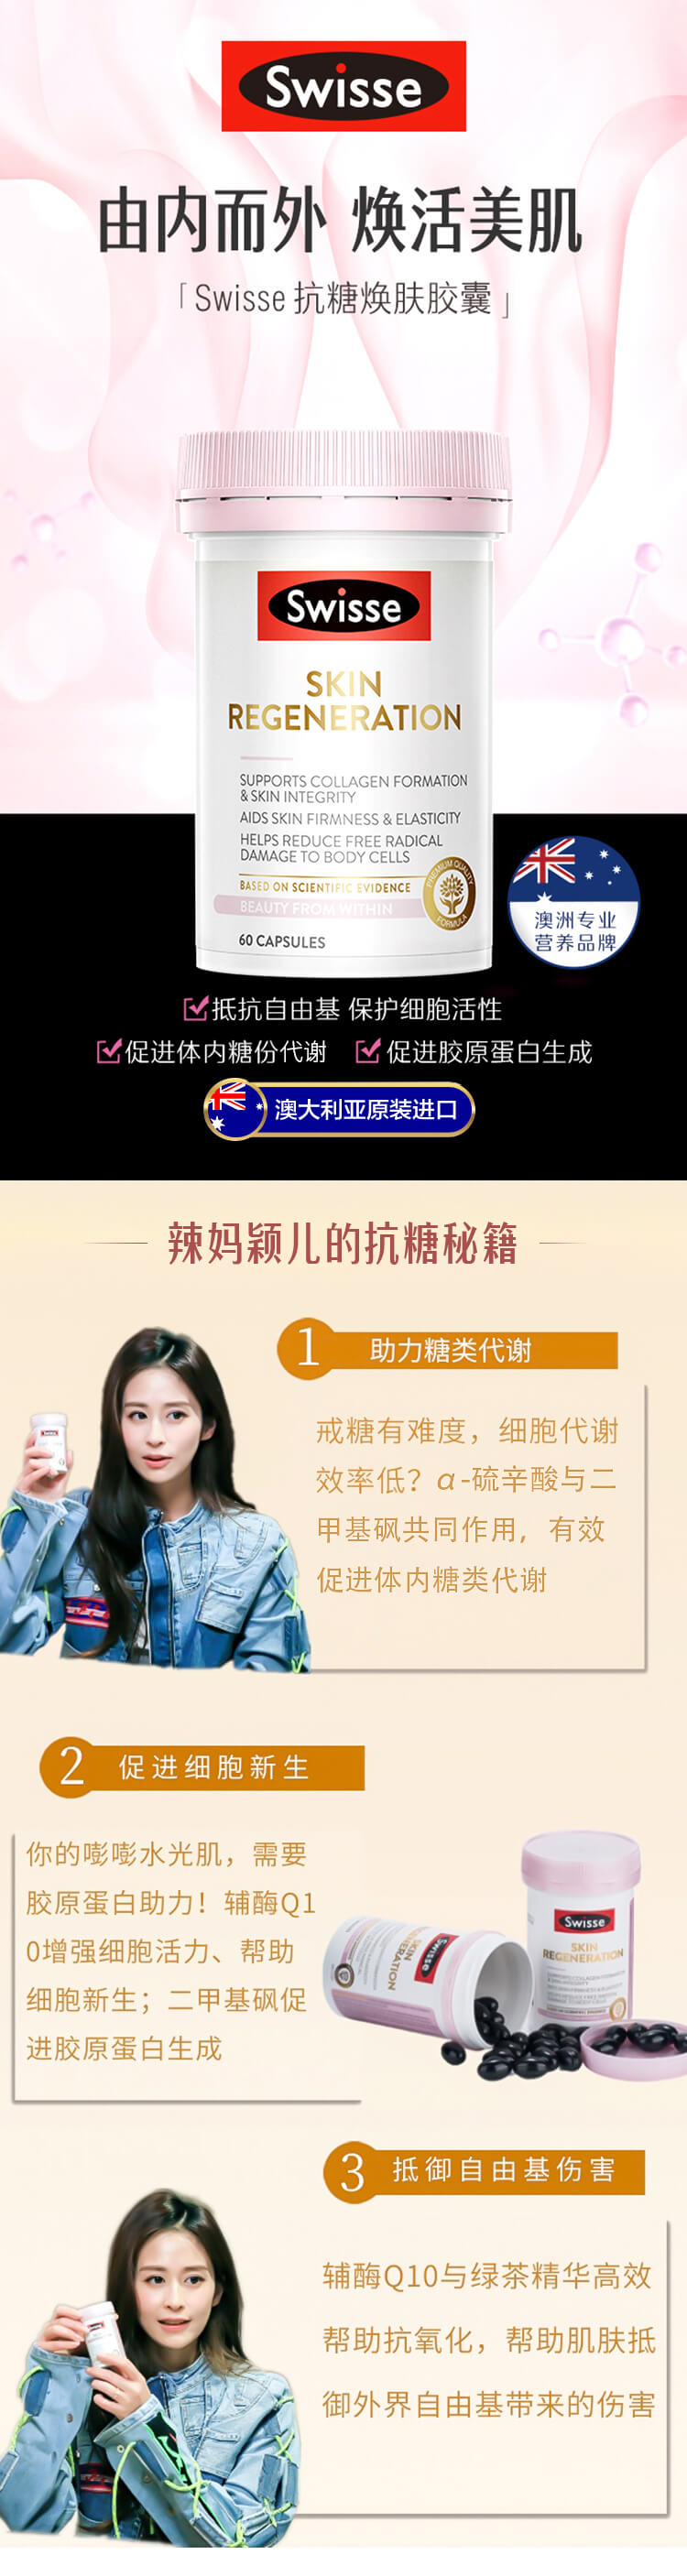 Swisse
由内而外 焕活美肌
「Swisse 抗糖焕肤胶囊」
Swisse
SKIN
REGENERATION
SUPPORTS COLLAGEN FORMATION
& SKIN INTEGRITY
AIDS SKIN FIRMNESS & ELASTICITY
HELPS REDUCE FREE RADICAL
DAMAGE TO BODY CELLS
BASED ON SCIENTIFIC EVIDENCE
BEAUTY FROM WITHIN
PREMIUM QUALITY
FORMULA
60 CAPSULES
澳洲专业
营养品牌
抵抗自由基 保护细胞活性
促进体内糖份代谢 促进胶原蛋白生成
澳大利亚原装进口
辣妈颖儿的抗糖秘籍
1 助力糖类代谢
戒糖有难度，细胞代谢
效率低？α-硫辛酸与二
甲基砜共同作用，有效
促进体内糖类代谢
2 促进细胞新生
你的嘭嘭水光肌，需要
胶原蛋白助力！辅酶Q1
0增强细胞活力、帮助
细胞新生；二甲基砜促
进胶原蛋白生成
Swisse
SKIN
REGENERATION
Swisse
SKIN
REGENERATION
3 抵御自由基伤害
辅酶Q10与绿茶精华高效
帮助抗氧化，帮助肌肤抵
御外界自由基带来的伤害